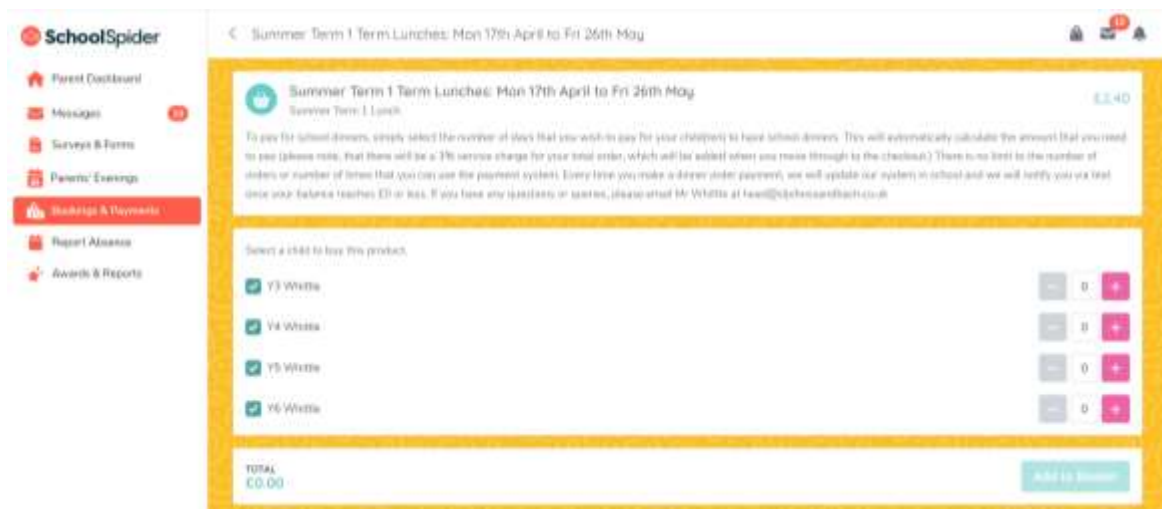 SchoolSpider
Summer Term 1 Term Lunches: Mon 17th April to Fri 26th May
Parent Dashboard
Messages
Surveys & Forms
Parents' Evenings
Bookings & Payments
Report Absence
Awards & Reports
Summer Term 1 Term Lunches: Mon 17th April to Fri 26th May
£2.40
Summer Term 1 Lunch
To pay for school dinners, simply select the number of days that you wish to pay for your child(ren) to have school dinners. This will automatically calculate the amount that you need
to pay (please note, that there will be a 3% service charge for your total order, which will be added when you move through to the checkout.) There is no limit to the number of
orders or number of times that you can use the payment system. Every time you make a dinner order payment, we will update our system in school and we will notify you via text
once your balance reaches £0 or less. If you have any questions or queries, please email Mr Whittle at
Select a child to buy this product.
Y3 Whittle
− 0 +
Y4 Whittle
− 0 +
Y5 Whittle
− 0 +
Y6 Whittle
− 0 +
TOTAL
£0.00
Add to Basket